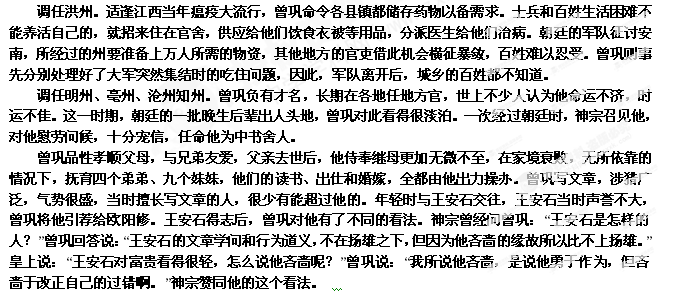 调任洪州。适逢江西当年瘟疫大流行，曾巩命令各县镇都储存药物以备需求。士兵和百姓生活困难不
能养活自己的，就招来住在官舍，供应给他们饮食衣被等用品，分派医生给他们治病。朝廷的军队征讨安
南，所经过的州要准备上万人所需的物资，其他地方的官吏借此机会横征暴敛，百姓难以忍受。曾巩则事
先分别处理好了大军突然集结时的吃住问题，因此，军队离开后，城乡的百姓都不知道。
调任明州、亳州、沧州知州。曾巩负有才名，长期在各地任地方官，世上不少人认为他命运不济，时
运不佳。这一时期，朝廷的一批晚生后辈出人头地，曾巩对此看得很淡泊。一次经过朝廷时，神宗召见他，
对他慰劳问候，十分宠信，任命他为中书舍人。
曾巩品性孝顺父母，与兄弟友爱，父亲去世后，他侍奉继母更加无微不至，在家境衰败，无所依靠的
情况下，抚育四个弟弟、九个妹妹，他们的读书、出仕和婚嫁，全都由他出力操办。曾巩写文章，涉猎广
泛，气势很盛，当时擅长写文章的人，很少有能超过他的。年轻时与王安石交往，王安石当时声誉不大，
曾巩将他引荐给欧阳修。王安石得志后，曾巩对他有了不同的看法。神宗曾经问曾巩：“王安石是怎样的
人？”曾巩回答说：“王安石的文章学问和行为道义，不在扬雄之下，但因为他吝啬的缘故所以比不上扬雄。”
皇上说：“王安石对富贵看得很轻，怎么说他吝啬呢？”曾巩说：“我所说他吝啬，是说他勇于作为，但吝
啬于改正自己的过错啊。”神宗赞同他的这个看法。